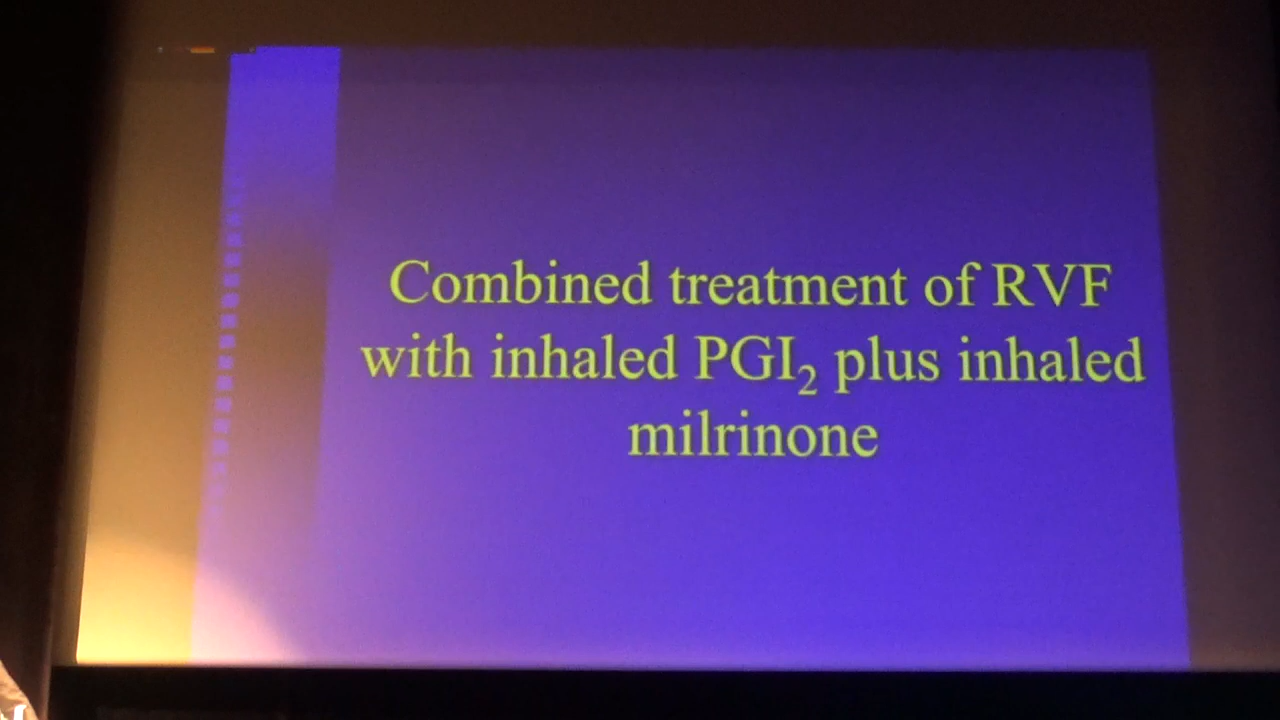 Combined treatment of RVF
with inhaled PGI₂ plus inhaled
milrinone